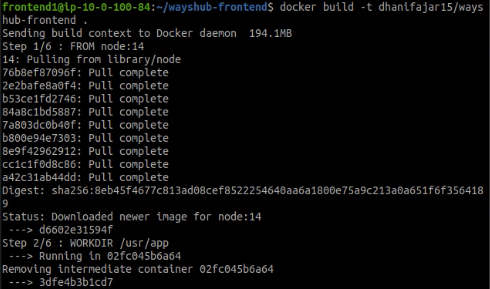 frontend1@ip-10-0-100-84:~/wayshub-frontend$ docker build -t dhanifajar15/ways
hub-frontend .
Sending build context to Docker daemon  194.1MB
Step 1/6 : FROM node:14
14: Pulling from library/node
76b8ef87096f: Pull complete
2e2bafe8a0f4: Pull complete
b53ce1fd2746: Pull complete
84a8c1bd5887: Pull complete
7a803dc0b40f: Pull complete
b800e94e7303: Pull complete
8e9f42962912: Pull complete
cc1c1f0d8c86: Pull complete
a42c31ab44dd: Pull complete
Digest: sha256:8eb45f4677c813ad08cef8522254640aa6a1800e75a9c213a0a651f6f356418
9
Status: Downloaded newer image for node:14
 ---> d6602e31594f
Step 2/6 : WORKDIR /usr/app
 ---> Running in 02fc045b6a64
Removing intermediate container 02fc045b6a64
 ---> 3dfe4b3b1cd7